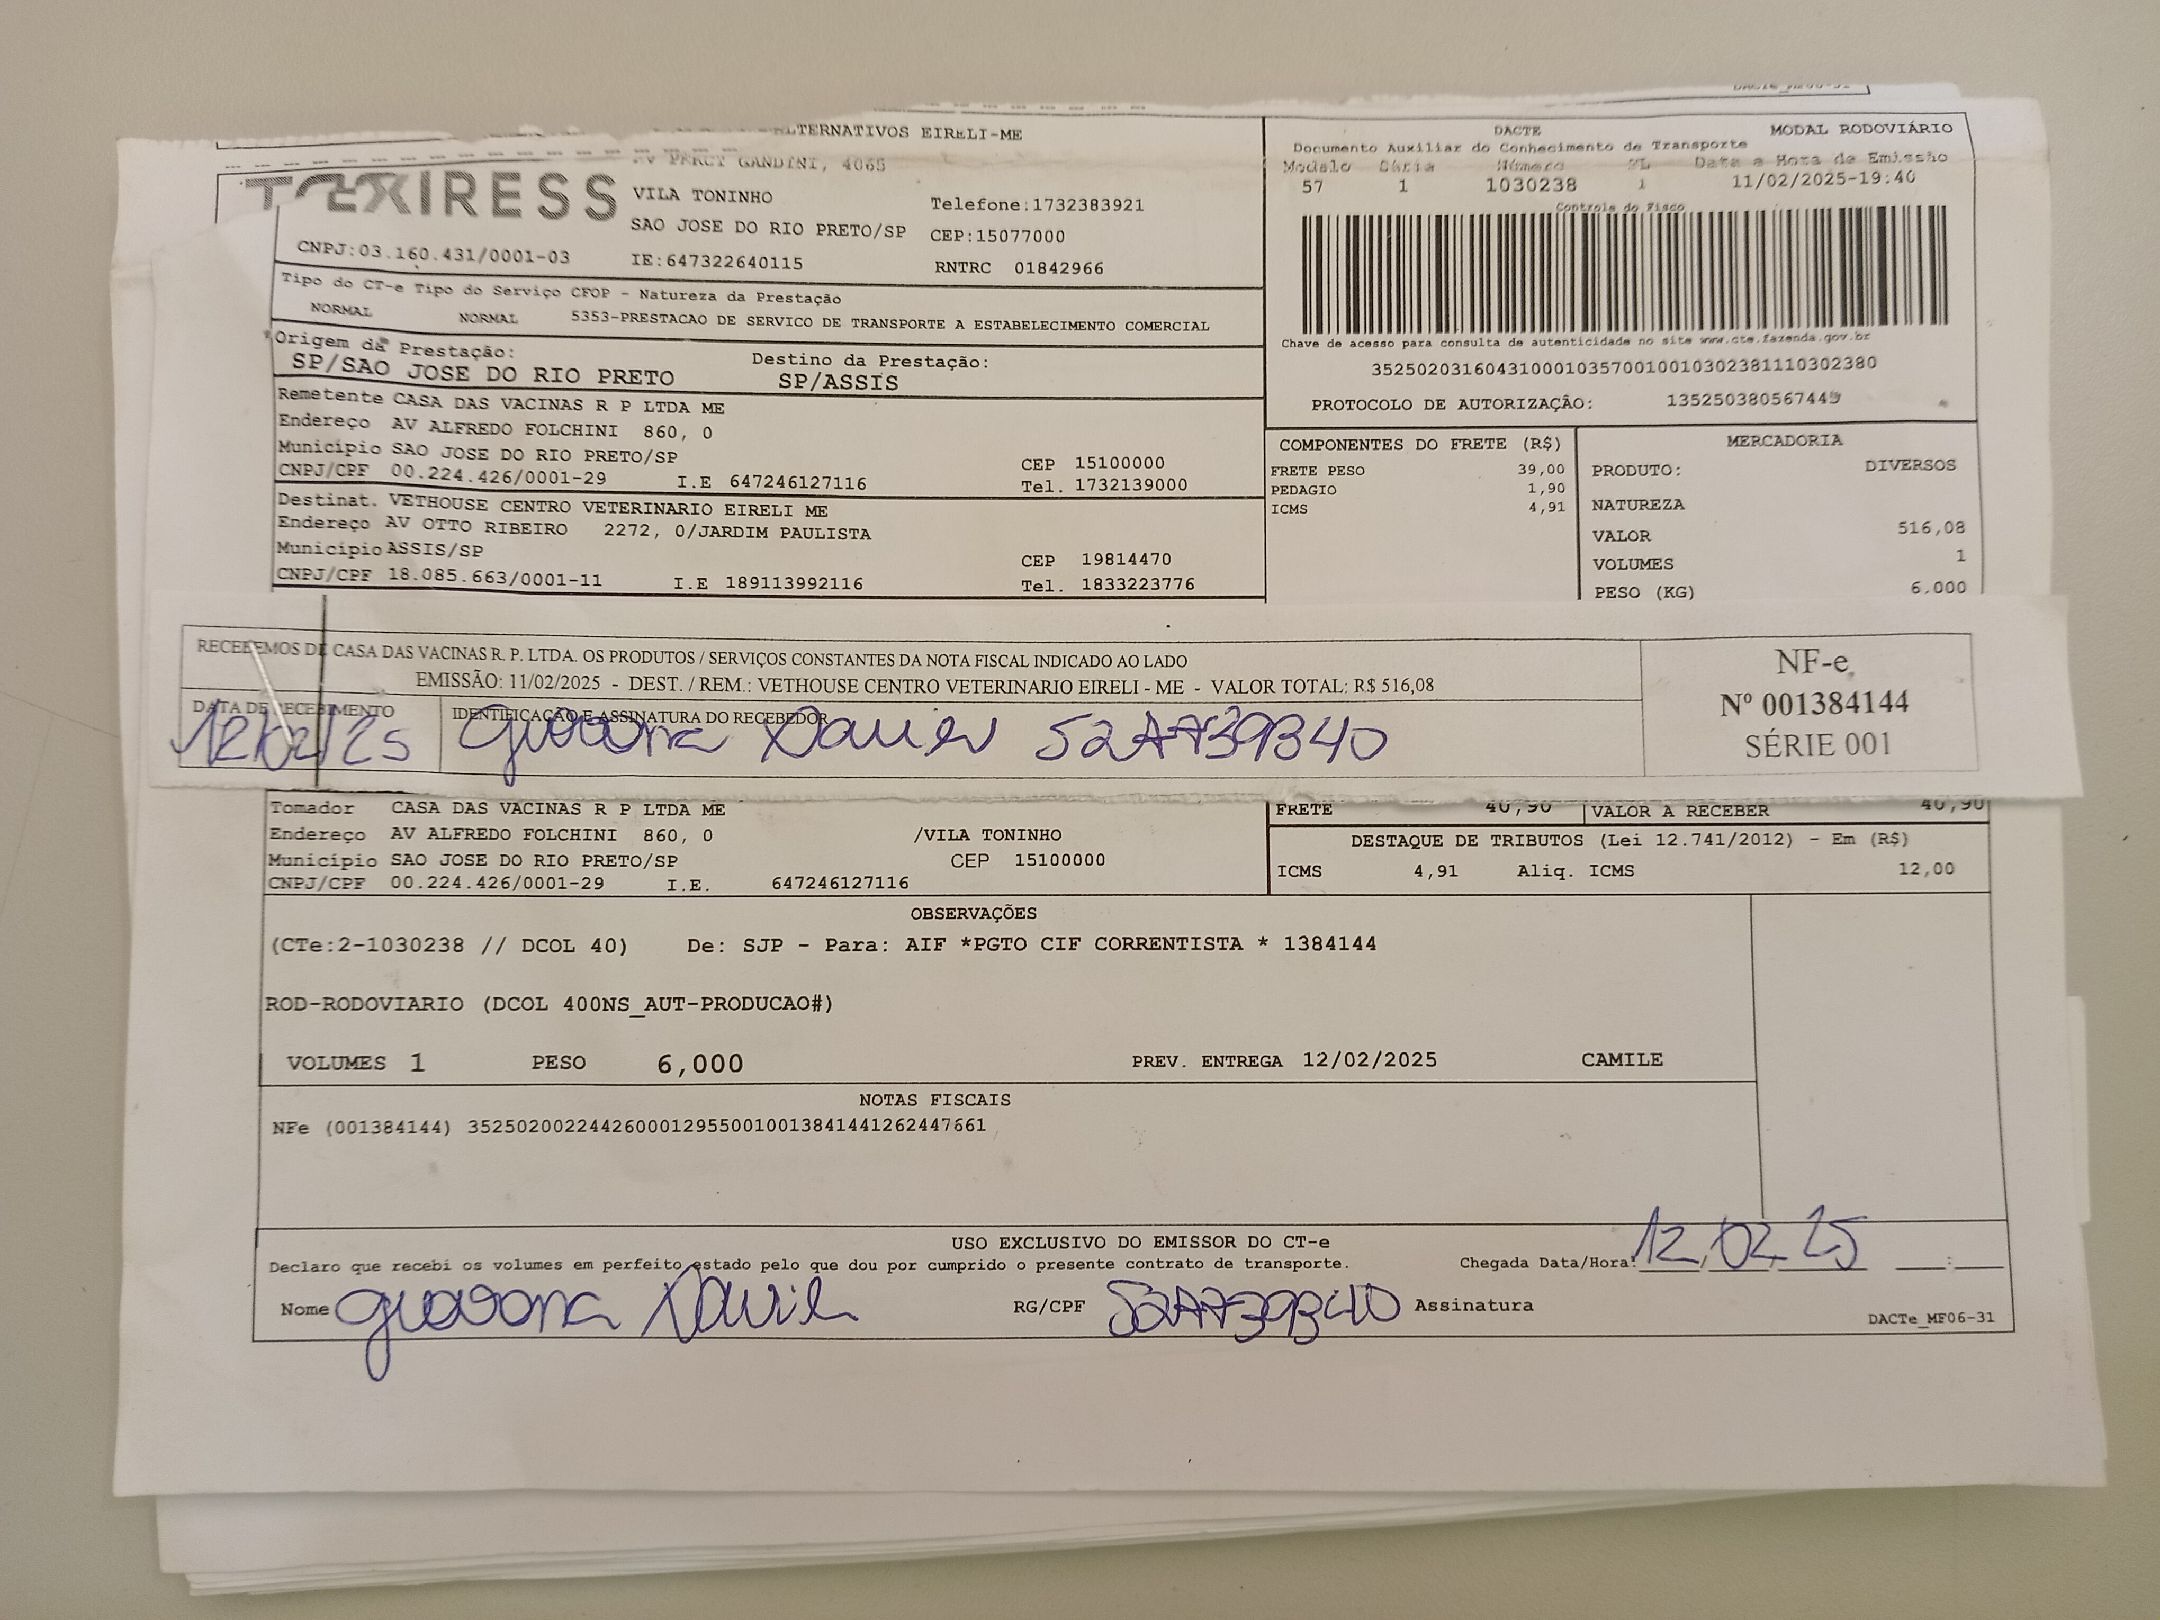 ALTERNATIVOS EIRELI-ME
AV PERCY GANDINI, 4065
VILA TONINHO
Telefone:1732383921
SAO JOSE DO RIO PRETO/SP CEP:15077000
CNPJ:03.160.431/0001-03
IE:647322640115
RNTRC 01842966
DACTE
MODAL RODOVIÁRIO
Documento Auxiliar do Conhecimento de Transporte
Modelo Série Número FL Data e Hora de Emissão
57 1 1030238 1 11/02/2025-19:40
Controle do Fisco
Chave de acesso para consulta de autenticidade no site www.cte.fazenda.gov.br
35250203160431000103570010010302381110302380
PROTOCOLO DE AUTORIZAÇÃO: 135250380567449
Tipo do CT-e Tipo do Serviço CFOP - Natureza da Prestação
NORMAL NORMAL 5353-PRESTACAO DE SERVICO DE TRANSPORTE A ESTABELECIMENTO COMERCIAL
Origem da Prestação: Destino da Prestação:
SP/SAO JOSE DO RIO PRETO SP/ASSIS
Remetente CASA DAS VACINAS R P LTDA ME
Endereço AV ALFREDO FOLCHINI 860, 0
Município SAO JOSE DO RIO PRETO/SP CEP 15100000
CNPJ/CPF 00.224.426/0001-29 I.E 647246127116 Tel. 1732139000
Destinat. VETHOUSE CENTRO VETERINARIO EIRELI ME
Endereço AV OTTO RIBEIRO 2272, 0/JARDIM PAULISTA
Município ASSIS/SP CEP 19814470
CNPJ/CPF 18.085.663/0001-11 I.E 189113992116 Tel. 1833223776
COMPONENTES DO FRETE (R$)
FRETE PESO 39,00
PEDAGIO 1,90
ICMS 4,91
MERCADORIA
PRODUTO: DIVERSOS
NATUREZA
VALOR 516,08
VOLUMES 1
PESO (KG) 6,000
RECEBEMOS DE CASA DAS VACINAS R. P. LTDA. OS PRODUTOS / SERVIÇOS CONSTANTES DA NOTA FISCAL INDICADO AO LADO
EMISSÃO: 11/02/2025 - DEST. / REM.: VETHOUSE CENTRO VETERINARIO EIRELI - ME - VALOR TOTAL: R$ 516,08
DATA DE RECEBIMENTO
IDENTIFICAÇÃO E ASSINATURA DO RECEBEDOR
12/02/25
NF-e
Nº 001384144
SÉRIE 001
Tomador CASA DAS VACINAS R P LTDA ME
Endereço AV ALFREDO FOLCHINI 860, 0 /VILA TONINHO
Município SAO JOSE DO RIO PRETO/SP CEP 15100000
CNPJ/CPF 00.224.426/0001-29 I.E. 647246127116
FRETE 40,90 VALOR A RECEBER 40,90
DESTAQUE DE TRIBUTOS (Lei 12.741/2012) - Em (R$)
ICMS 4,91 Aliq. ICMS 12,00
OBSERVAÇÕES
(CTe:2-1030238 // DCOL 40) De: SJP - Para: AIF *PGTO CIF CORRENTISTA * 1384144
ROD-RODOVIARIO (DCOL 400NS_AUT-PRODUCAO#)
VOLUMES 1 PESO 6,000 PREV. ENTREGA 12/02/2025 CAMILE
NOTAS FISCAIS
NFe (001384144) 35250200224426000129550010013841441262447661
USO EXCLUSIVO DO EMISSOR DO CT-e
Declaro que recebi os volumes em perfeito estado pelo que dou por cumprido o presente contrato de transporte. Chegada Data/Hora: 12/02/25
Nome RG/CPF Assinatura
DACTe_MF06-31